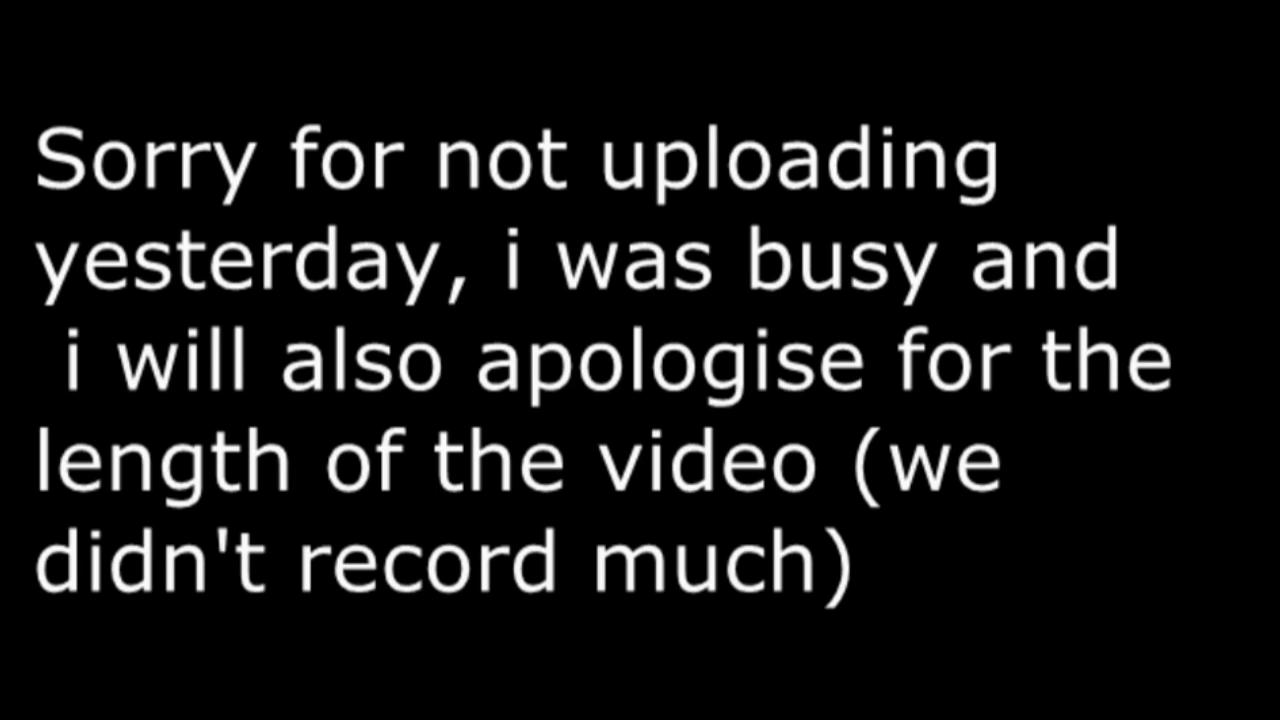 Sorry for not uploading
yesterday, i was busy and
i will also apologise for the
length of the video (we
didn't record much)